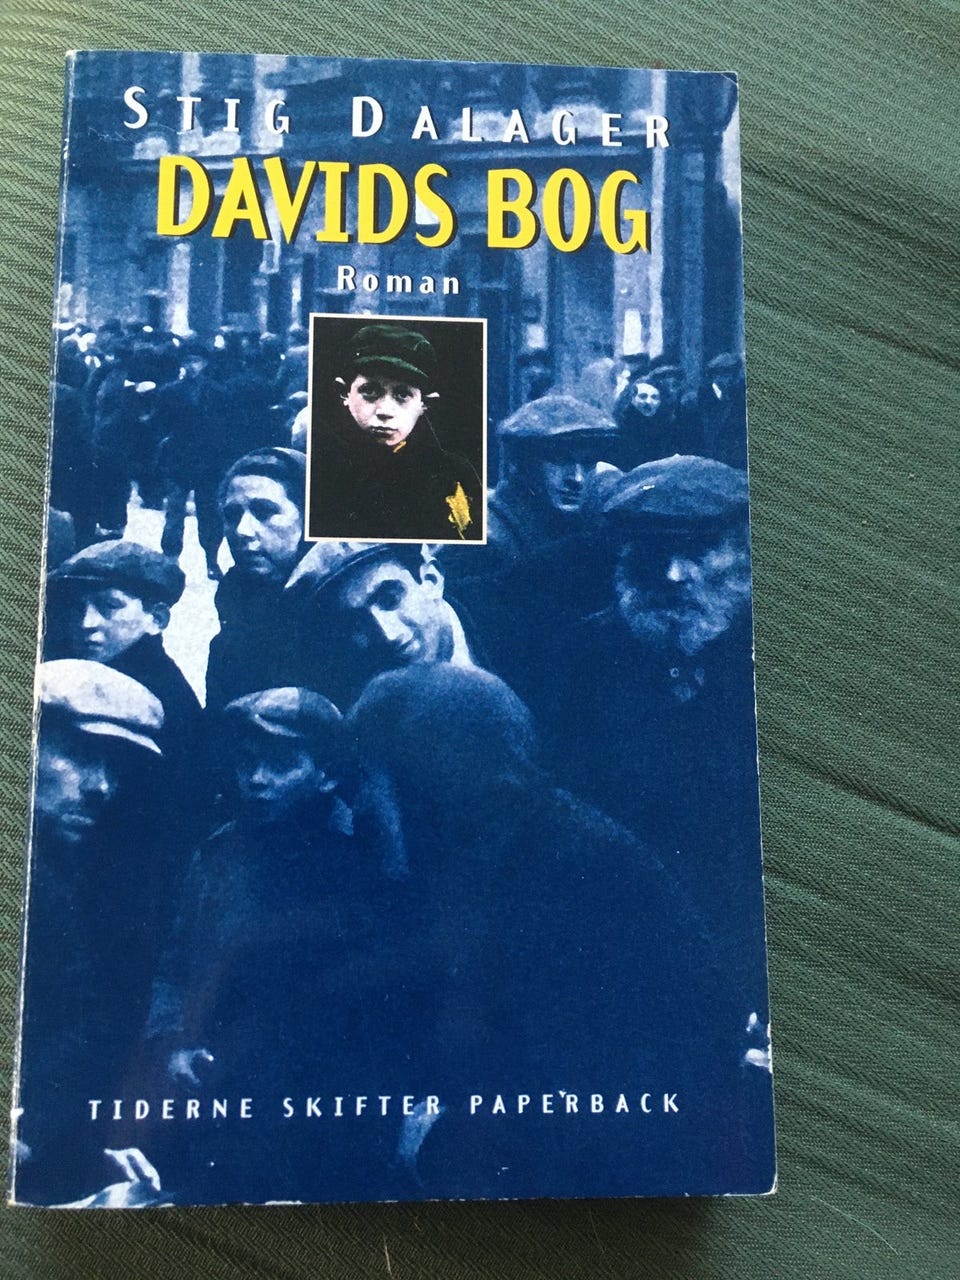 STIG DALAGER
DAVIDS BOG
Roman
TIDERNE SKIFTER PAPERBACK